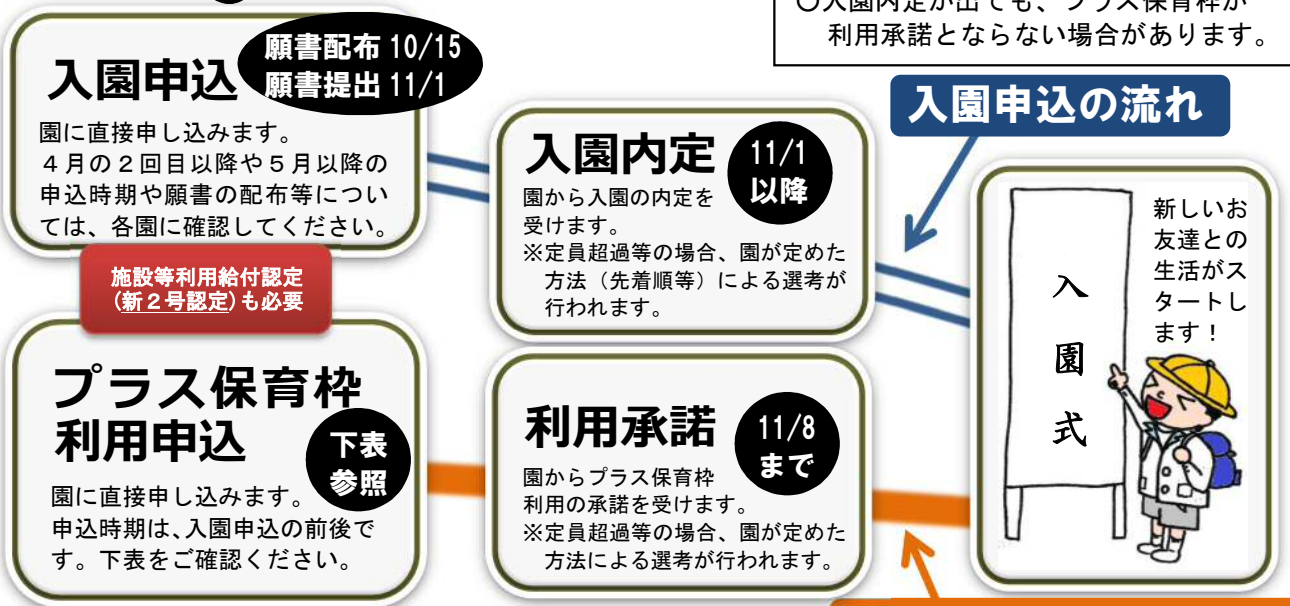 〇入園内定が出ても、プラス保育枠が
利用承諾とならない場合があります。
入園申込の流れ
入園申込
願書配布 10/15
願書提出 11/1
園に直接申し込みます。
４月の２回目以降や５月以降の
申込時期や願書の配布等につい
ては、各園に確認してください。
施設等利用給付認定
(新２号認定)も必要
プラス保育枠
利用申込
下表
参照
園に直接申し込みます。
申込時期は、入園申込の前後で
す。下表をご確認ください。
入園内定
11/1
以降
園から入園の内定を
受けます。
※定員超過等の場合、園が定めた
方法（先着順等）による選考が
行われます。
利用承諾
11/8
まで
園からプラス保育枠
利用の承諾を受けます。
※定員超過等の場合、園が定めた
方法による選考が行われます。
入園式
新しいお
友達との
生活がス
タートし
ます！